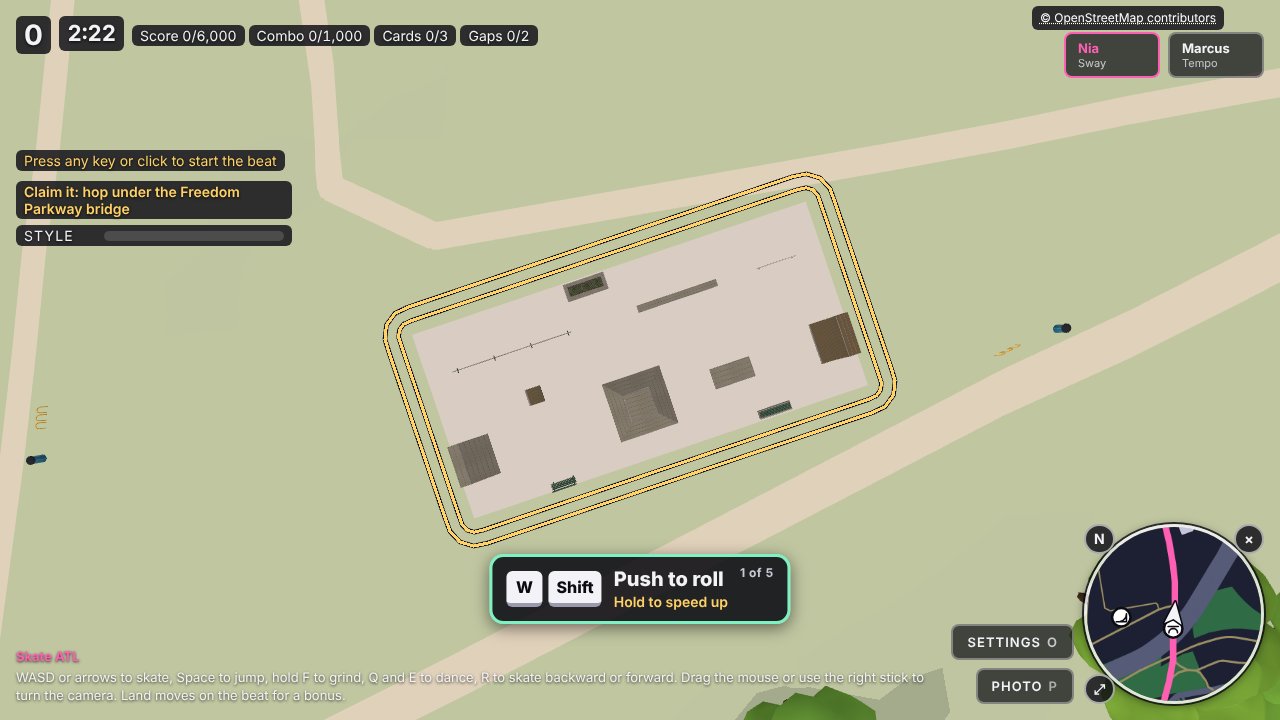 0
2:22
Score 0/6,000
Combo 0/1,000
Cards 0/3
Gaps 0/2
© OpenStreetMap contributors
Nia
Sway
Marcus
Tempo
Press any key or click to start the beat
Claim it: hop under the Freedom
Parkway bridge
STYLE
W
Shift
Push to roll
1 of 5
Hold to speed up
N
×
SETTINGS O
PHOTO P
Skate ATL
WASD or arrows to skate, Space to jump, hold F to grind, Q and E to dance, R to skate backward or forward. Drag the mouse or use the right stick to
turn the camera. Land moves on the beat for a bonus.